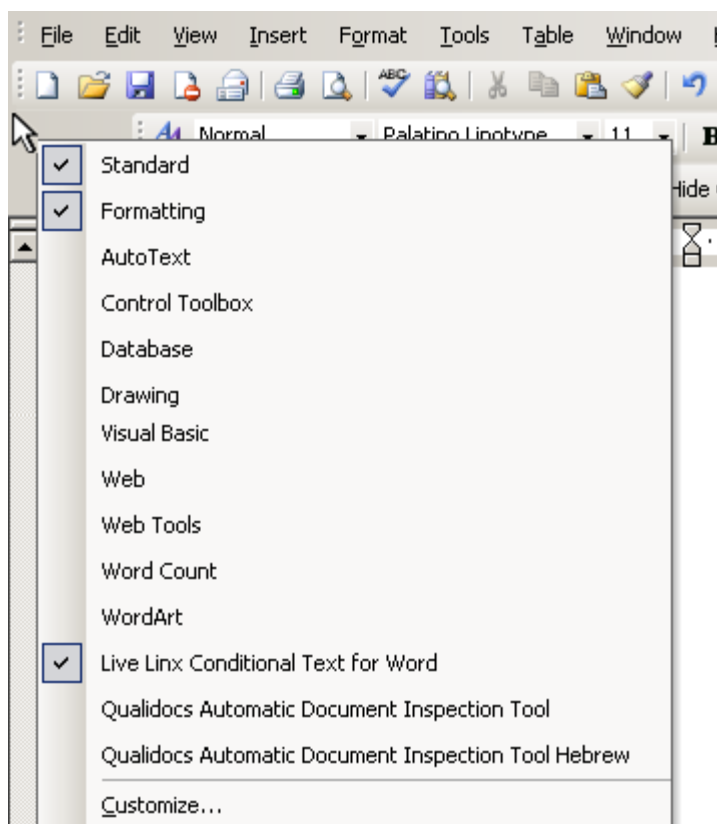 File Edit View Insert Format Tools Table Window
ABC
Normal Palatino Linotype 11 B
Hide
Standard
Formatting
AutoText
Control Toolbox
Database
Drawing
Visual Basic
Web
Web Tools
Word Count
WordArt
Live Linx Conditional Text for Word
Qualidocs Automatic Document Inspection Tool
Qualidocs Automatic Document Inspection Tool Hebrew
Customize...